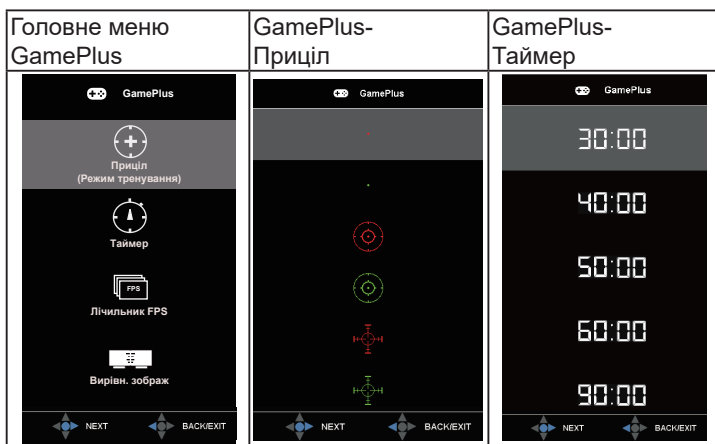 Головне меню
GamePlus
GamePlus-
Приціл
GamePlus-
Таймер
GamePlus
Приціл
(Режим тренування)
Таймер
FPS
Лічильник FPS
Вирівн. зображ
NEXT BACK/EXIT
GamePlus
NEXT BACK/EXIT
GamePlus
30:00
40:00
50:00
60:00
90:00
NEXT BACK/EXIT